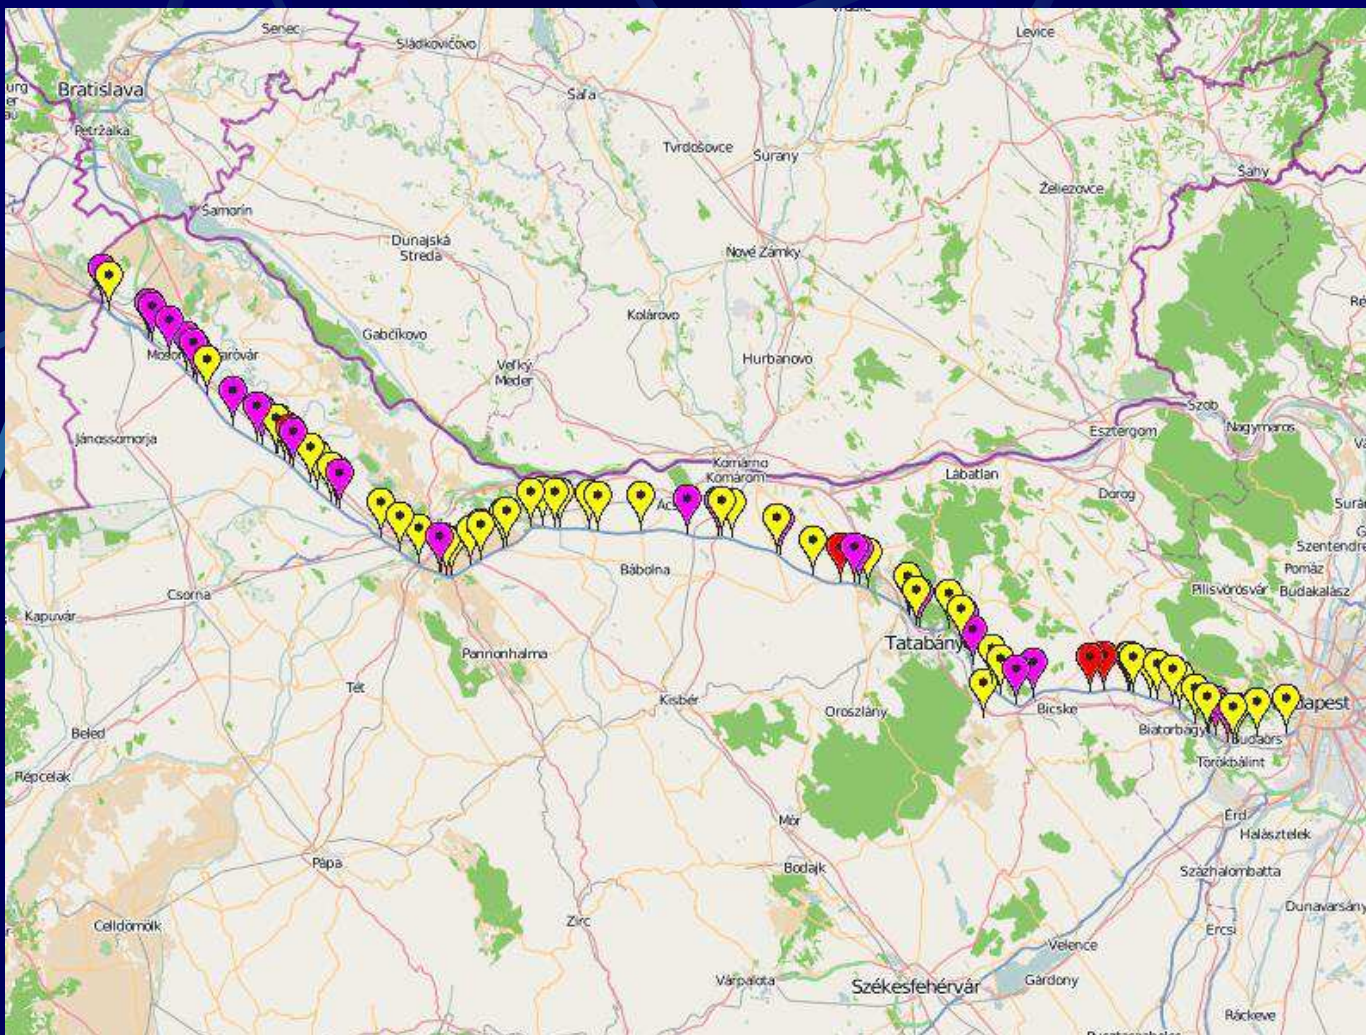 Senec
Sládkovičovo
Levice
Bratislava
Šaľa
Petržalka
Tvrdošovce
Šurany
Šahy
Želiezovce
Šamorín
Dunajská
Streda
Nové Zámky
Kolárovo
Gabčíkovo
Hurbanovo
Veľký
Meder
Szob
Nagymaros
Esztergom
Jánossomorja
Komárno
Komárom
Lábatlan
Dorog
Bábolna
Pomáz
Pilisvörösvár
Budakalász
Csorna
Kapuvár
Pannonhalma
Tét
Kisbér
Oroszlány
Bicske
Biatorbágy
Budaörs
Törökbálint
Beled
Répcelak
Érd
Mór
Halásztelek
Pápa
Bodajk
Százhalombatta
Celldömölk
Zirc
Ercsi
Velence
Várpalota
Gárdony
Székesfehérvár
Ráckeve